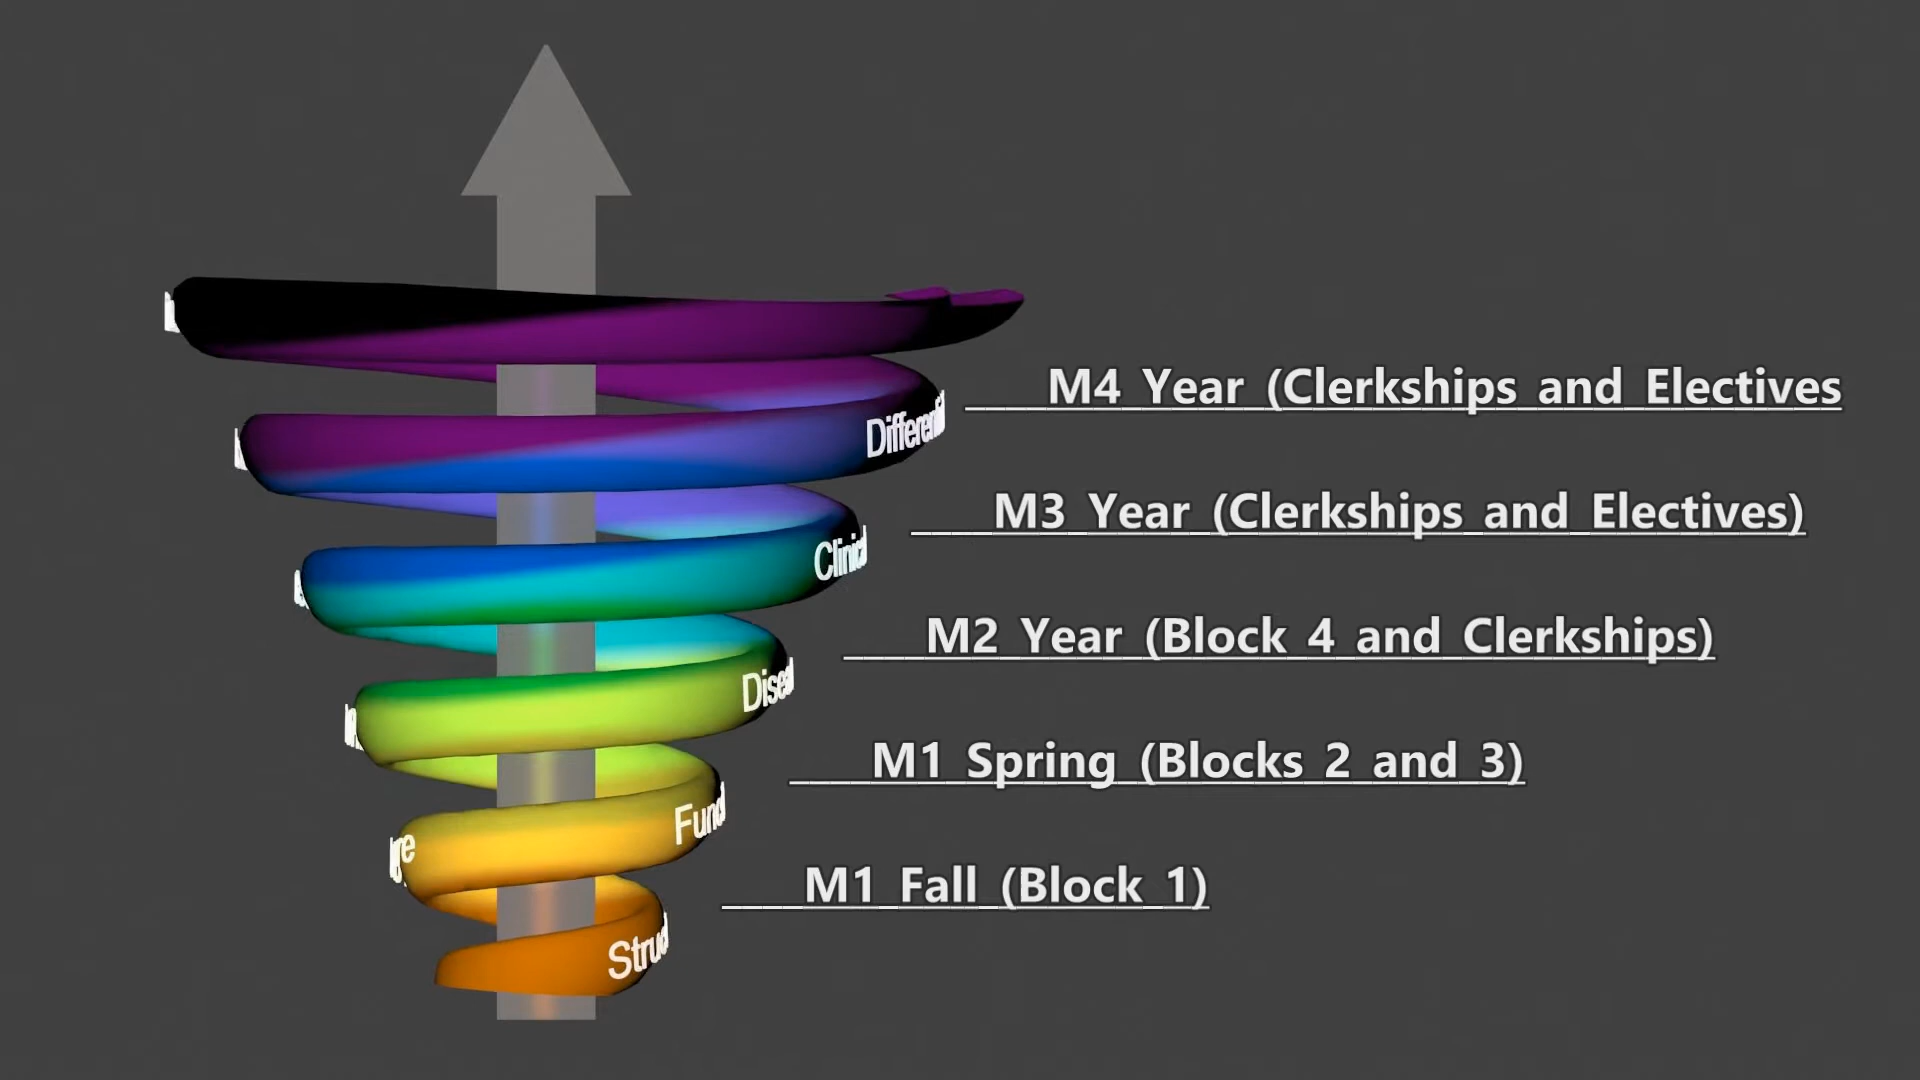 M4 Year (Clerkships and Electives
M3 Year (Clerkships and Electives)
Clinical
M2 Year (Block 4 and Clerkships)
M1 Spring (Blocks 2 and 3)
M1 Fall (Block 1)